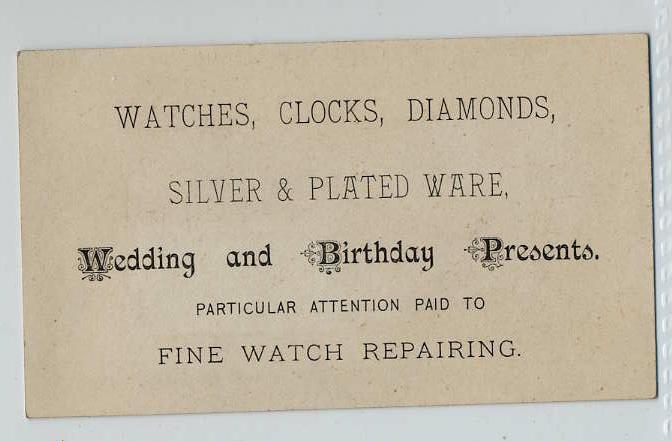 WATCHES, CLOCKS, DIAMONDS,
SILVER & PLATED WARE,
Wedding and Birthday Presents.
PARTICULAR ATTENTION PAID TO
FINE WATCH REPAIRING.